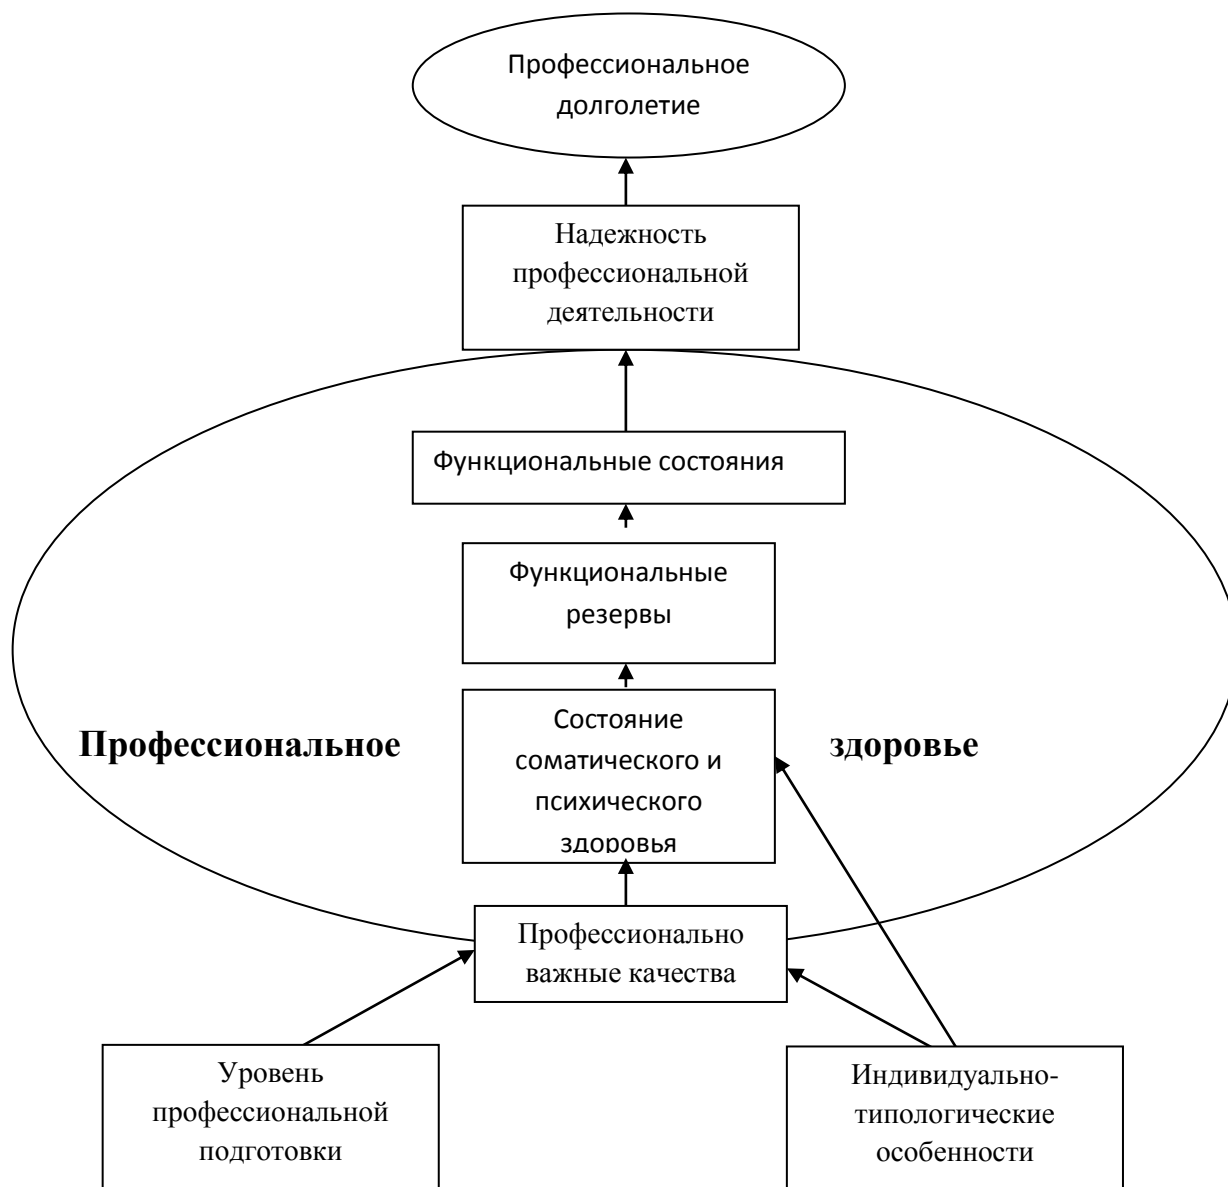 Профессиональное
долголетие
Надежность
профессиональной
деятельности
Функциональные состояния
Функциональные
резервы
Состояние
соматического и
психического
здоровья
Профессиональное
здоровье
Профессионально
важные качества
Уровень
профессиональной
подготовки
Индивидуально-
типологические
особенности